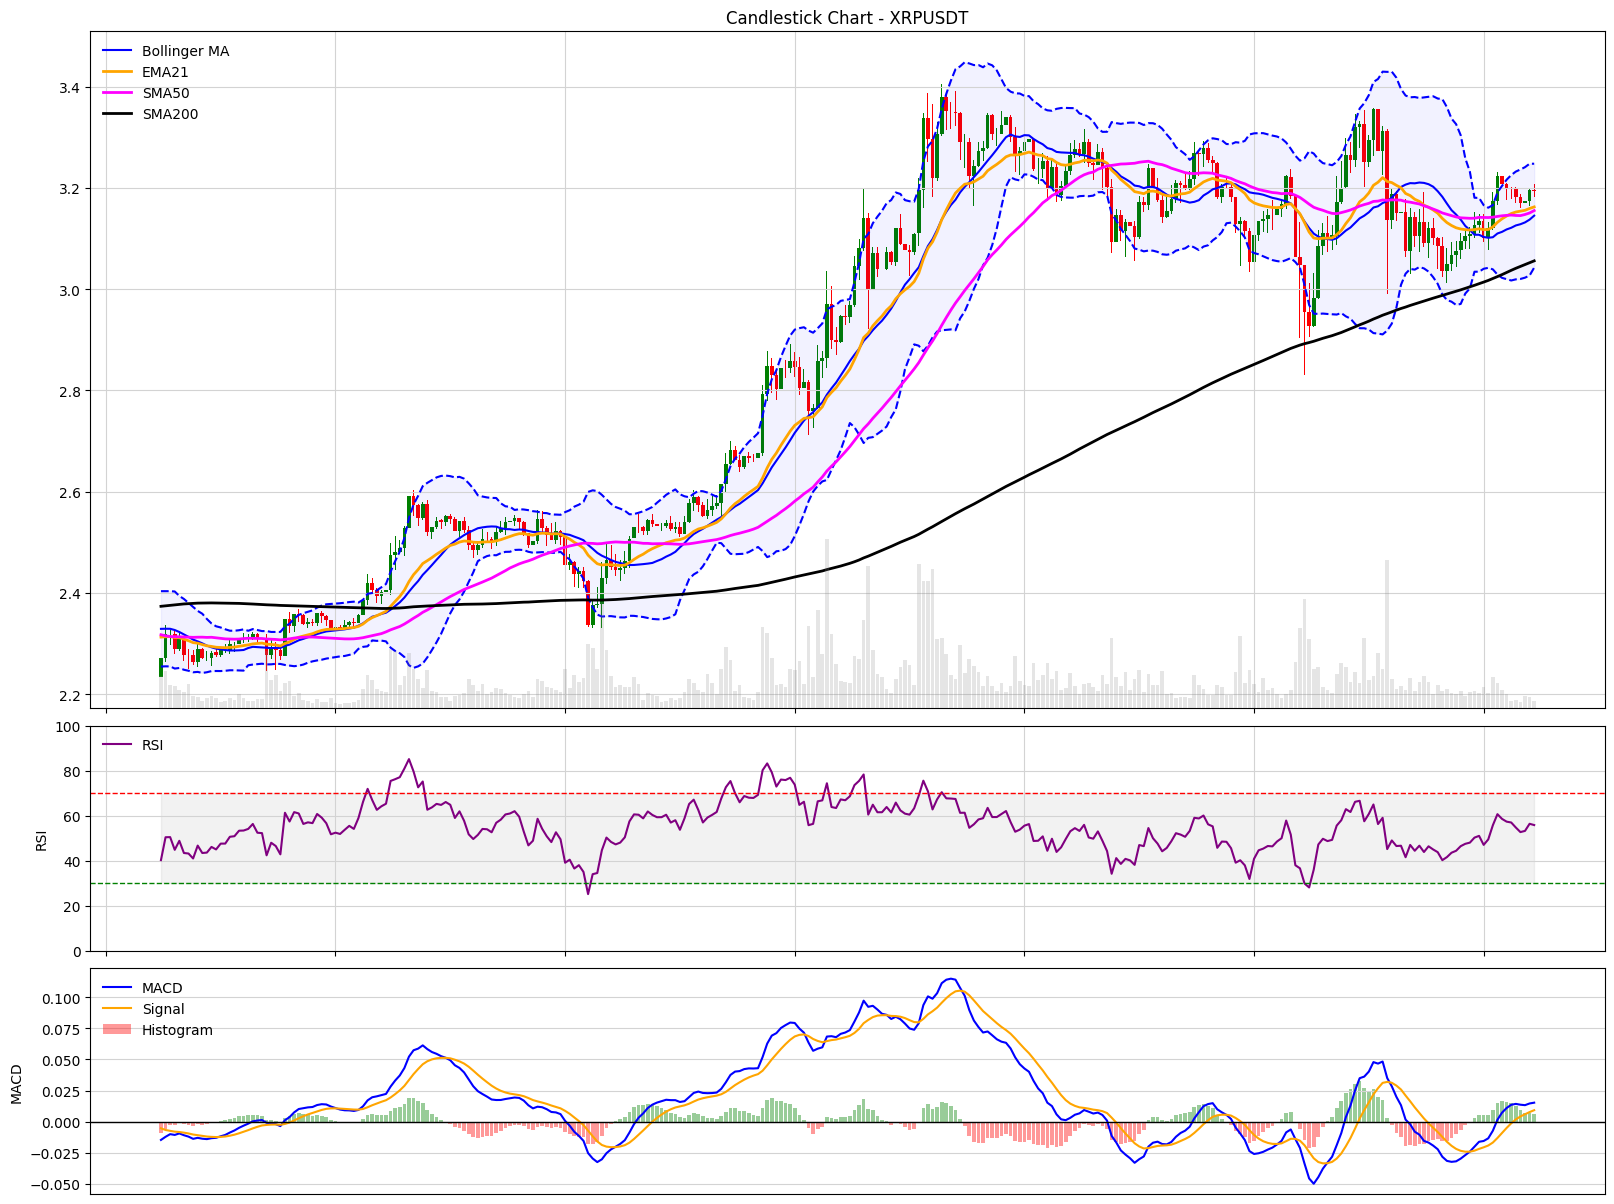 Candlestick Chart - XRPUSDT
Bollinger MA
EMA21
SMA50
SMA200
3.4
3.2
3.0
2.8
2.6
2.4
2.2
RSI
100
80
60
40
20
0
RSI
MACD
Signal
Histogram
0.100
0.075
0.050
0.025
0.000
−0.025
−0.050
MACD